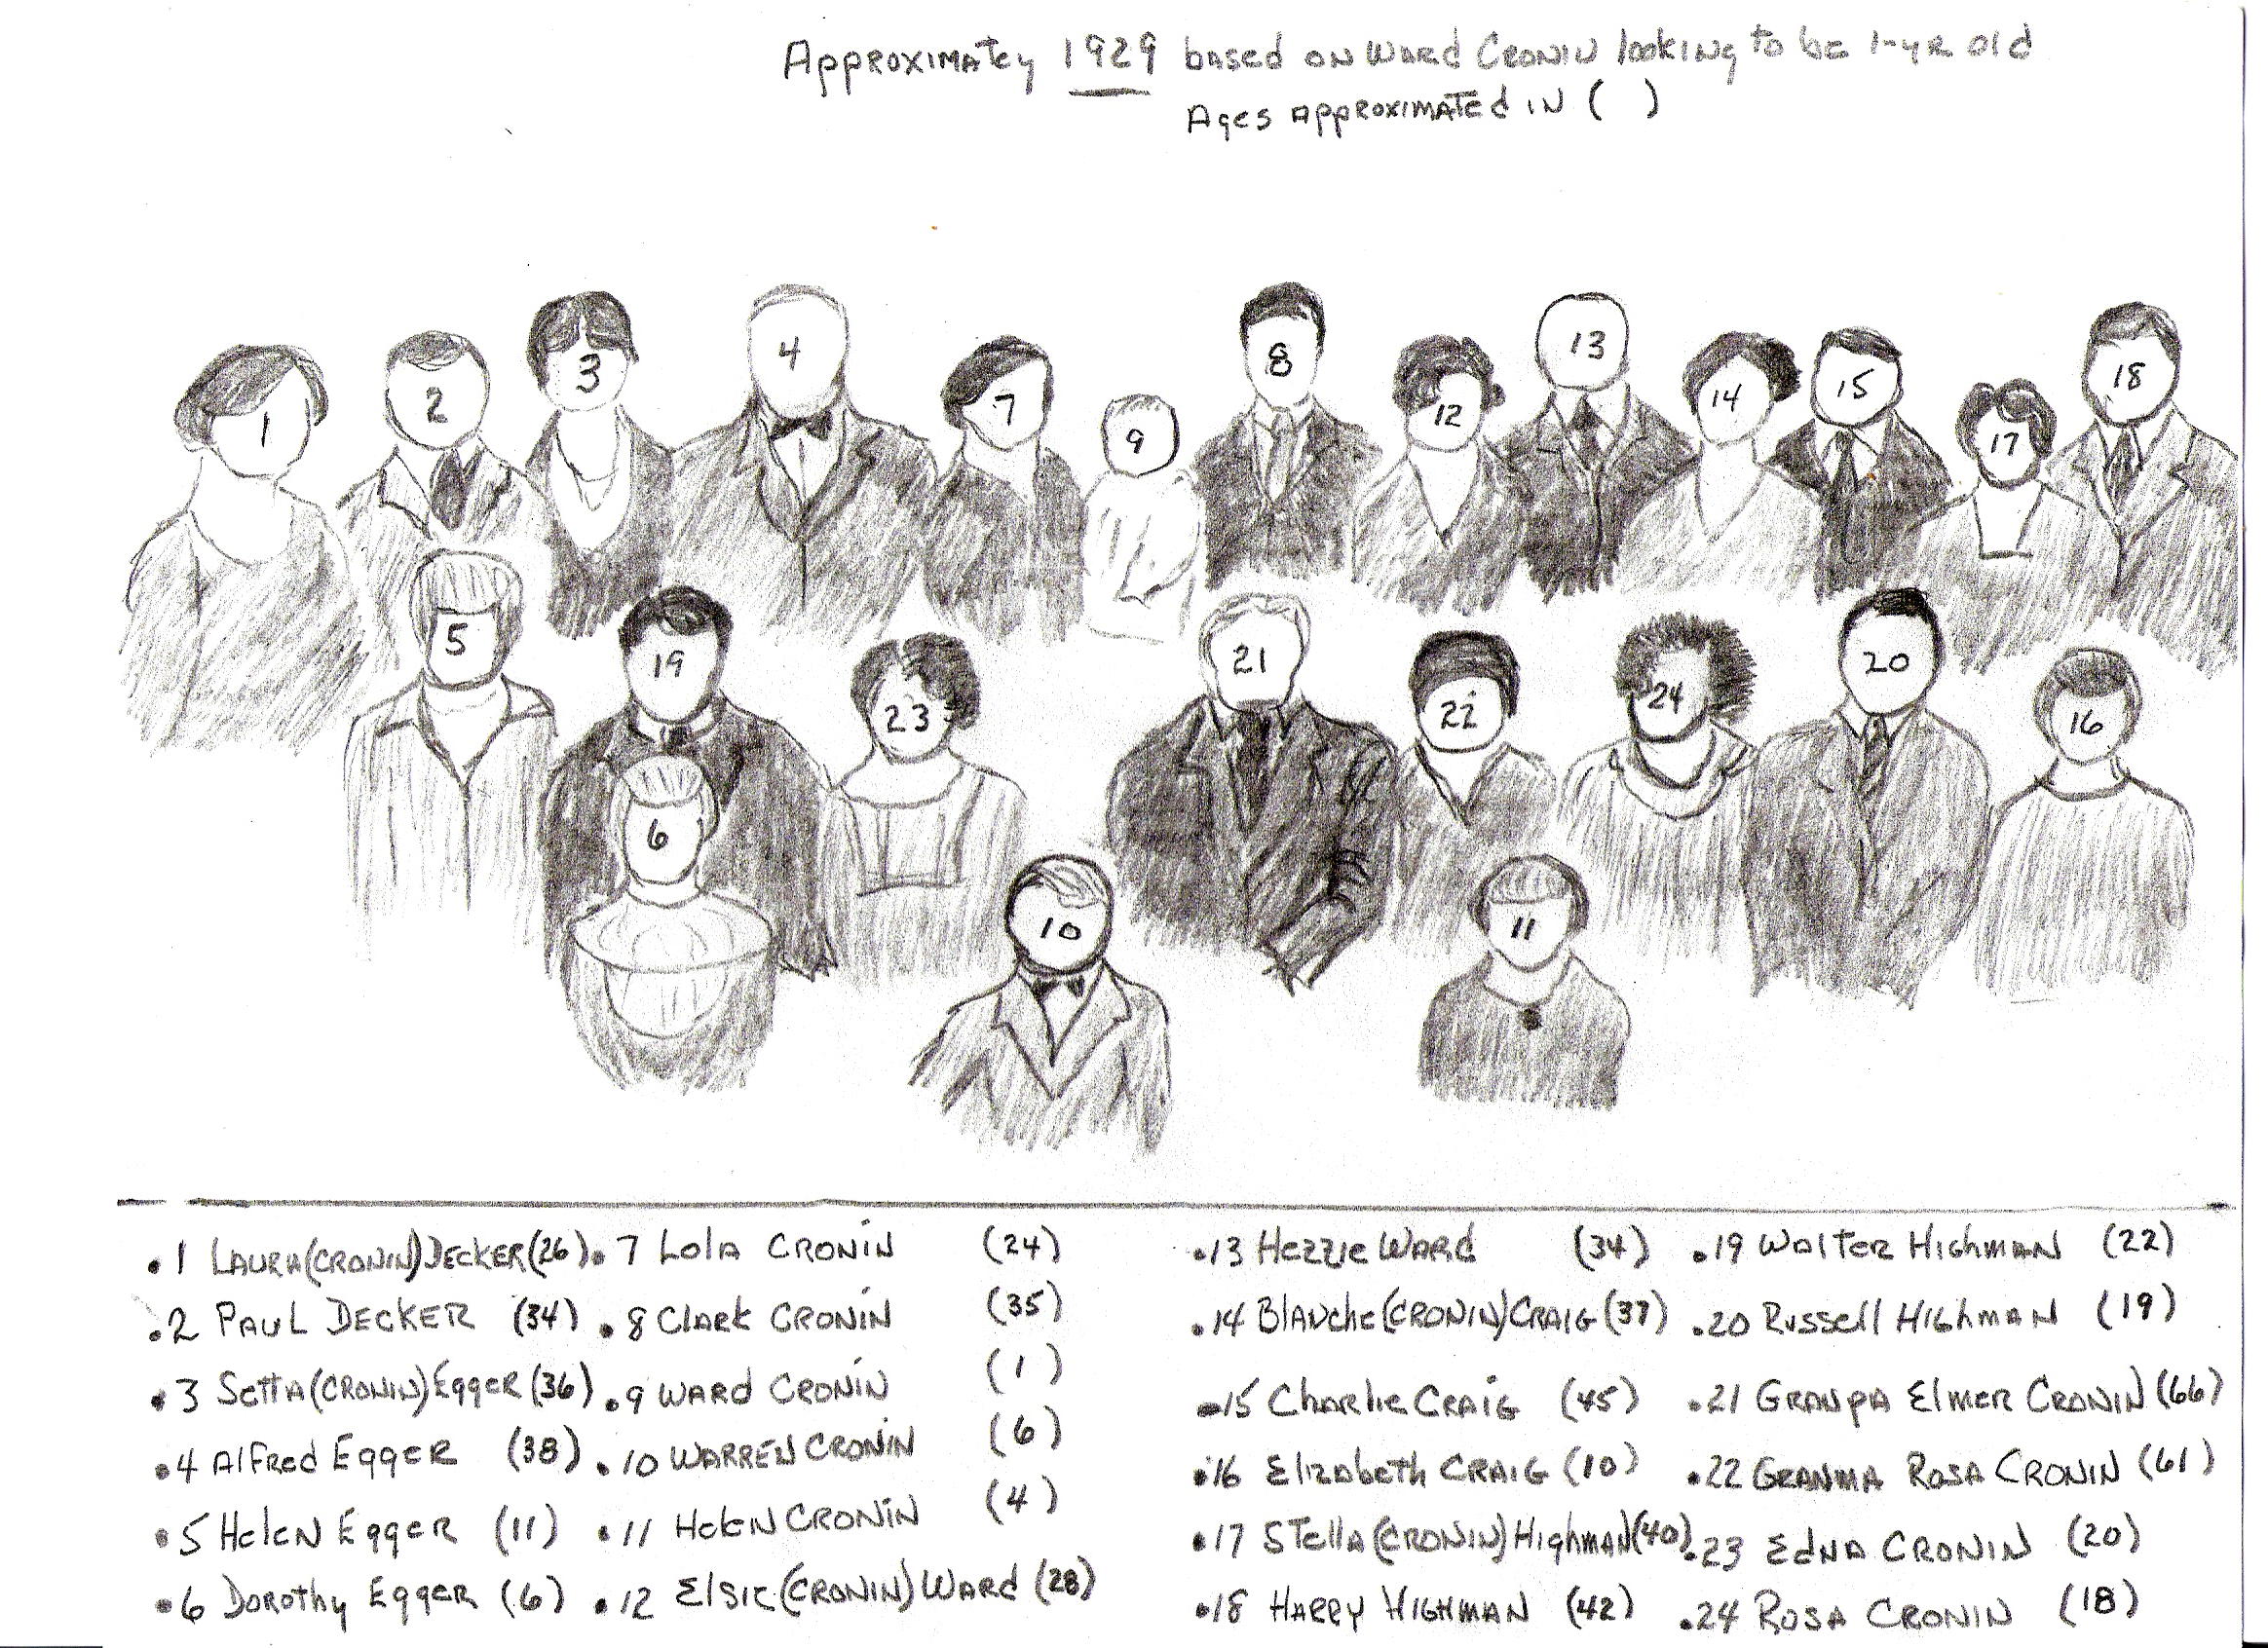 Approximatey 1929 based on Ward Cronin looking to be 1-yr old
Ages approximated in ( )
1
2
3
4
7
9
8
12
13
14
15
17
18
5
19
23
21
22
24
20
16
6
10
11
.1 Laura (Cronin) Decker (26)
.2 Paul Decker (34)
.3 Setta (Cronin) Egger (36)
.4 Alfred Egger (38)
.5 Helen Egger (11)
.6 Dorothy Egger (6)
.7 Lola Cronin (24)
.8 Clark Cronin (35)
.9 Ward Cronin (1)
.10 Warren Cronin (6)
.11 Helen Cronin (4)
.12 Elsie (Cronin) Ward (28)
.13 Hezzie Ward (34)
.14 Blanche (Cronin) Craig (37)
.15 Charlie Craig (45)
.16 Elizabeth Craig (10)
.17 Stella (Cronin) Highman (40)
.18 Harry Highman (42)
.19 Walter Highman (22)
.20 Russell Highman (19)
.21 Granpa Elmer Cronin (66)
.22 Granma Rosa Cronin (61)
.23 Edna Cronin (20)
.24 Rosa Cronin (18)